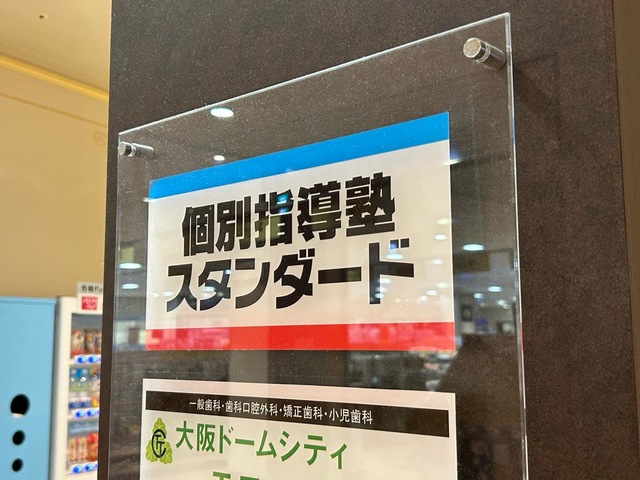 個別指導塾
スタンダード
一般歯科・歯科口腔外科・矯正歯科・小児歯科
大阪ドームシティ